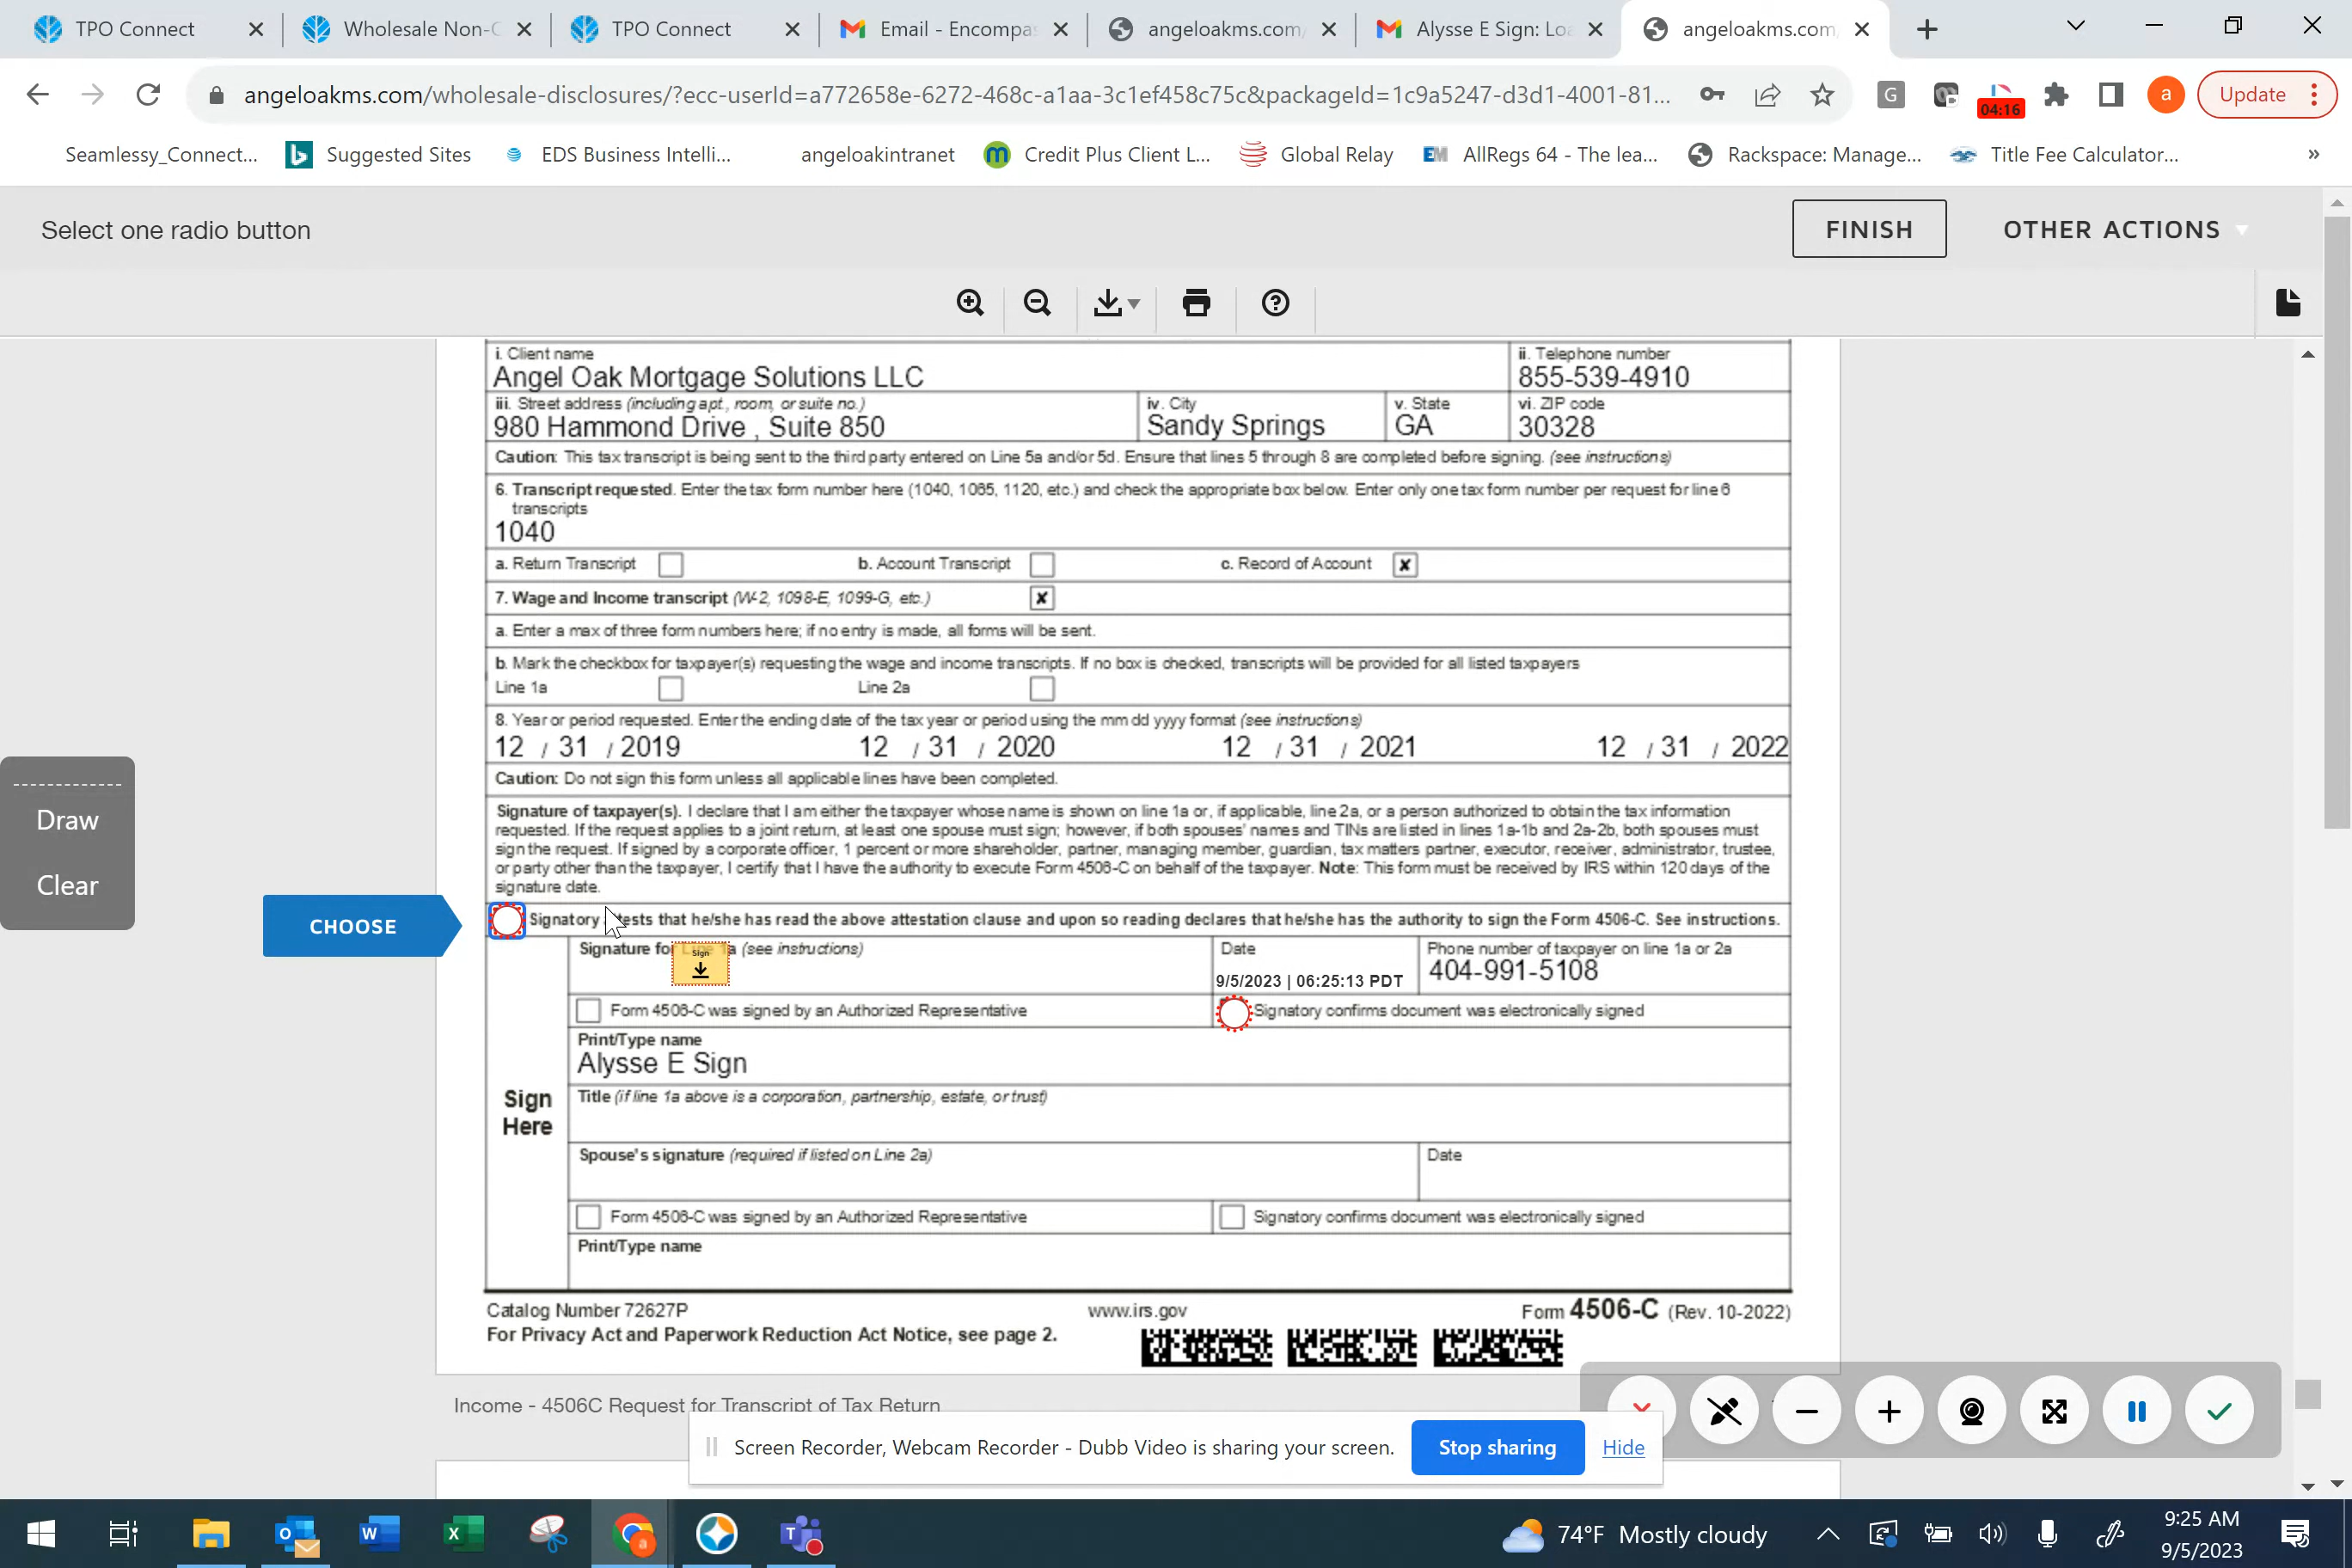 TPO Connect
Wholesale Non-C
TPO Connect
Email - Encompas
angeloakms.com/
Alysse E Sign: Loa
angeloakms.com/
angeloakms.com/wholesale-disclosures/?ecc-userId=a772658e-6272-468c-a1aa-3c1ef458c75c&packageId=1c9a5247-d3d1-4001-81...
G
04:16
a
Update
Seamlessy_Connect...
Suggested Sites
EDS Business Intelli...
angeloakintranet
Credit Plus Client L...
Global Relay
EM
AllRegs 64 - The lea...
Rackspace: Manage...
Title Fee Calculator...
»
Select one radio button
FINISH
OTHER ACTIONS
i. Client name
Angel Oak Mortgage Solutions LLC
ii. Telephone number
855-539-4910
iii. Street address (including apt., room, or suite no.)
980 Hammond Drive , Suite 850
iv. City
Sandy Springs
v. State
GA
vi. ZIP code
30328
Caution: This tax transcript is being sent to the third party entered on Line 5a and/or 5d. Ensure that lines 5 through 8 are completed before signing. (see instructions)
6. Transcript requested. Enter the tax form number here (1040, 1065, 1120, etc.) and check the appropriate box below. Enter only one tax form number per request for line 6
transcripts
1040
a. Return Transcript
b. Account Transcript
c. Record of Account
x
7. Wage and Income transcript (W-2, 1098-E, 1099-G, etc.)
x
a. Enter a max of three form numbers here; if no entry is made, all forms will be sent.
b. Mark the checkbox for taxpayer(s) requesting the wage and income transcripts. If no box is checked, transcripts will be provided for all listed taxpayers
Line 1a
Line 2a
8. Year or period requested. Enter the ending date of the tax year or period using the mm dd yyyy format (see instructions)
12 / 31 / 2019
12 / 31 / 2020
12 / 31 / 2021
12 / 31 / 2022
Caution: Do not sign this form unless all applicable lines have been completed.
Signature of taxpayer(s). I declare that I am either the taxpayer whose name is shown on line 1a or, if applicable, line 2a, or a person authorized to obtain the tax information
requested. If the request applies to a joint return, at least one spouse must sign; however, if both spouses' names and TINs are listed in lines 1a-1b and 2a-2b, both spouses must
sign the request. If signed by a corporate officer, 1 percent or more shareholder, partner, managing member, guardian, tax matters partner, executor, receiver, administrator, trustee,
or party other than the taxpayer, I certify that I have the authority to execute Form 4506-C on behalf of the taxpayer. Note: This form must be received by IRS within 120 days of the
signature date.
Draw
Clear
CHOOSE
Signatory attests that he/she has read the above attestation clause and upon so reading declares that he/she has the authority to sign the Form 4506-C. See instructions.
Signature for Line 1a (see instructions)
Sign
Date
9/5/2023 | 06:25:13 PDT
Phone number of taxpayer on line 1a or 2a
404-991-5108
Form 4506-C was signed by an Authorized Representative
Signatory confirms document was electronically signed
Print/Type name
Alysse E Sign
Sign
Here
Title (if line 1a above is a corporation, partnership, estate, or trust)
Spouse's signature (required if listed on Line 2a)
Date
Form 4506-C was signed by an Authorized Representative
Signatory confirms document was electronically signed
Print/Type name
Catalog Number 72627P
www.irs.gov
Form 4506-C (Rev. 10-2022)
For Privacy Act and Paperwork Reduction Act Notice, see page 2.
Income - 4506C Request for Transcript of Tax Return
Screen Recorder, Webcam Recorder - Dubb Video is sharing your screen.
Stop sharing
Hide
74°F Mostly cloudy
9:25 AM
9/5/2023